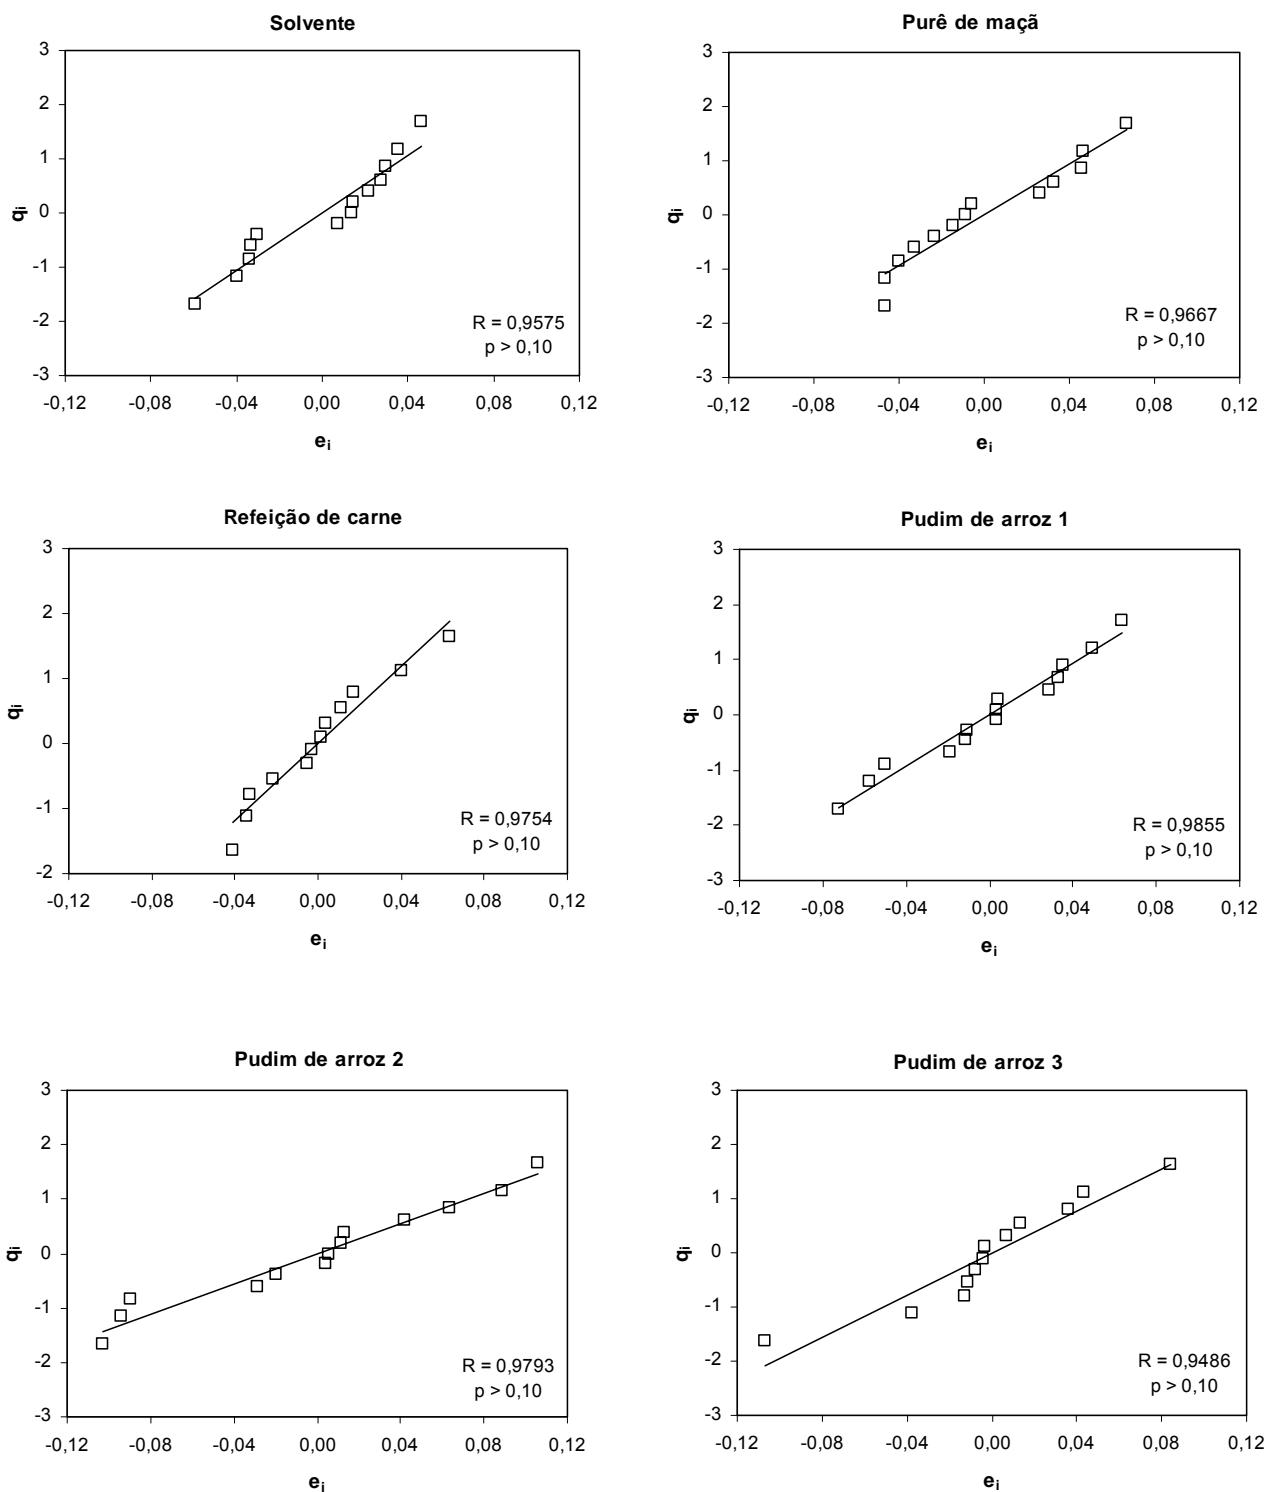 Solvente
3
2
1
0
-1
-2
-3
qi
R = 0,9575
p > 0,10
-0,12 -0,08 -0,04 0,00 0,04 0,08 0,12
ei
Purê de maçã
3
2
1
0
-1
-2
-3
qi
R = 0,9667
p > 0,10
-0,12 -0,08 -0,04 0,00 0,04 0,08 0,12
ei
Refeição de carne
3
2
1
0
-1
-2
qi
R = 0,9754
p > 0,10
-0,12 -0,08 -0,04 0,00 0,04 0,08 0,12
ei
Pudim de arroz 1
3
2
1
0
-1
-2
-3
qi
R = 0,9855
p > 0,10
-0,12 -0,08 -0,04 0,00 0,04 0,08 0,12
ei
Pudim de arroz 2
3
2
1
0
-1
-2
-3
qi
R = 0,9793
p > 0,10
-0,12 -0,08 -0,04 0,00 0,04 0,08 0,12
ei
Pudim de arroz 3
3
2
1
0
-1
-2
-3
qi
R = 0,9486
p > 0,10
-0,12 -0,08 -0,04 0,00 0,04 0,08 0,12
ei